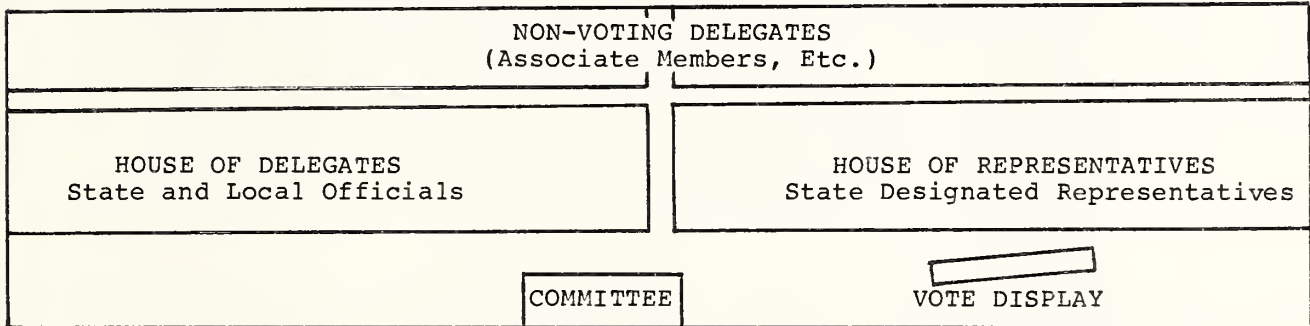 NON-VOTING DELEGATES
(Associate Members, Etc.)
HOUSE OF DELEGATES
State and Local Officials
HOUSE OF REPRESENTATIVES
State Designated Representatives
COMMITTEE
VOTE DISPLAY